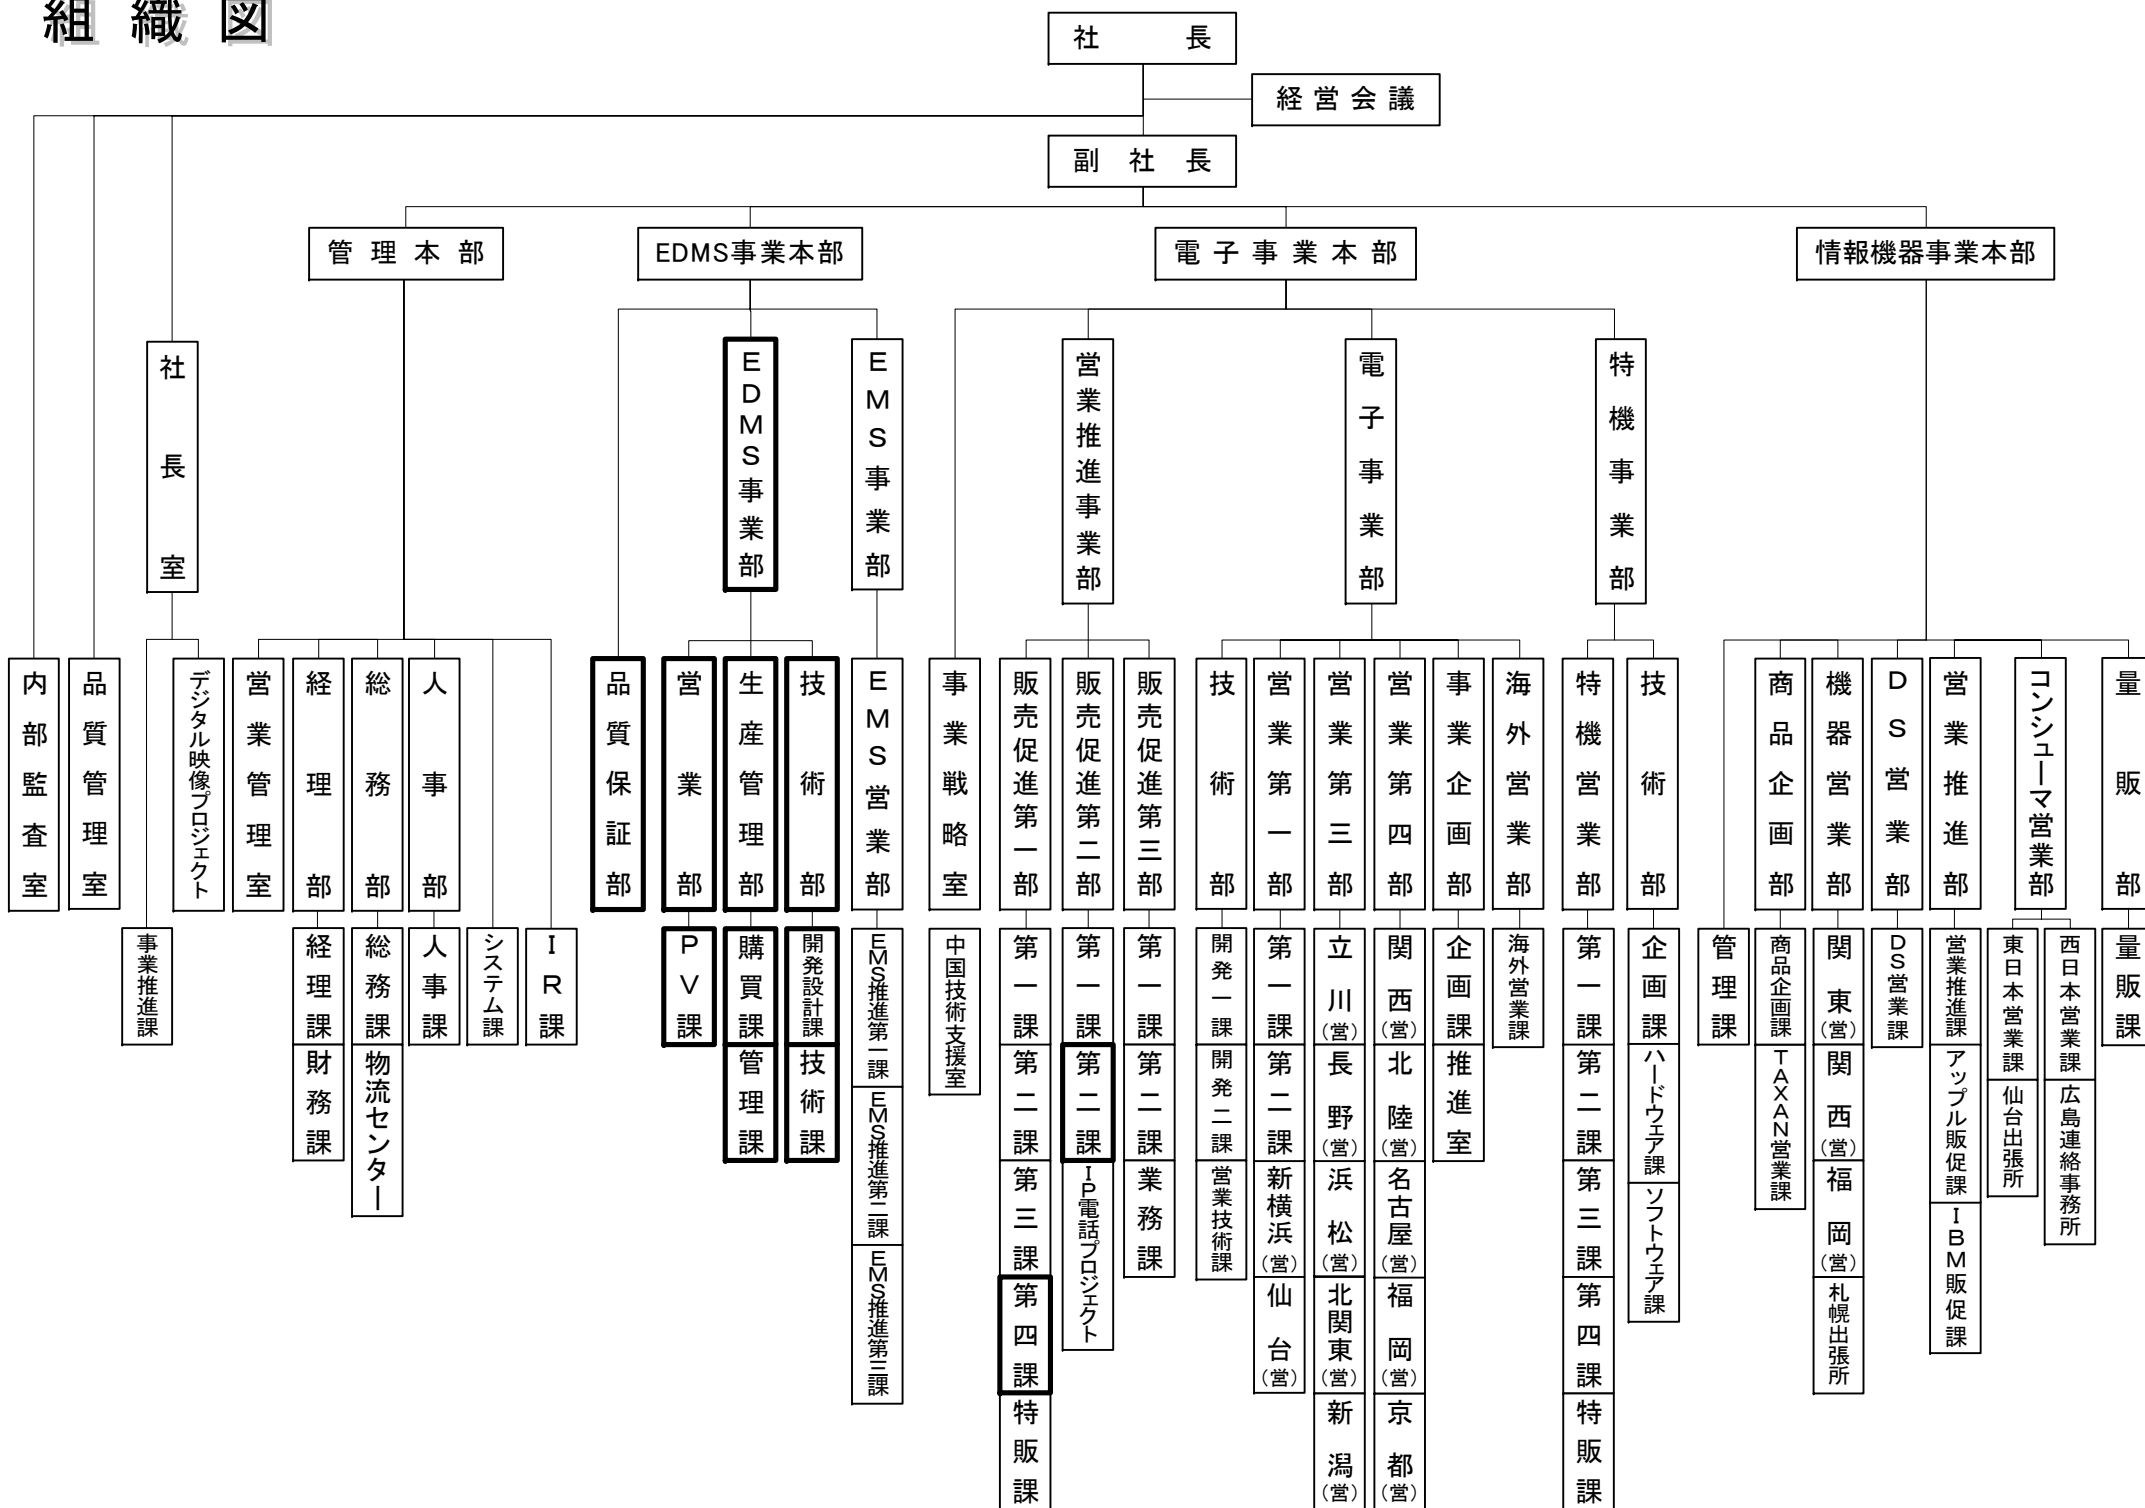 組織図
社長
経営会議
副社長
管理本部
EDMS事業本部
電子事業本部
情報機器事業本部
社長室
EDMS事業部
EMS事業部
営業推進事業部
電子事業部
特機事業部
内部監査室
品質管理室
デジタル映像プロジェクト
営業管理室
経理部
総務部
人事部
品質保証部
営業部
生産管理部
技術部
EMS営業部
事業戦略室
販売促進第一部
販売促進第二部
販売促進第三部
技術部
営業第一部
営業第三部
営業第四部
事業企画部
海外営業部
特機営業部
技術部
商品企画部
機器営業部
DS営業部
営業推進部
コンシューマ営業部
量販部
事業推進課
経理課
財務課
総務課
物流センター
人事課
システム課
IR課
PV課
購買課
管理課
開発設計課
技術課
EMS推進第一課
EMS推進第二課
EMS推進第三課
中国技術支援室
第一課
第二課
第三課
第四課
特販課
第一課
第二課
IP電話プロジェクト
第一課
第二課
業務課
開発一課
開発二課
営業技術課
第一課
第二課
新横浜(営)
仙台(営)
立川(営)
長野(営)
浜松(営)
北関東(営)
新潟(営)
関西(営)
北陸(営)
名古屋(営)
福岡(営)
京都(営)
企画課
推進室
海外営業課
第一課
第二課
第三課
第四課
特販課
企画課
ハードウェア課
ソフトウェア課
管理課
商品企画課
TAXAN営業課
関東(営)
関西(営)
福岡(営)
札幌出張所
DS営業課
営業推進課
アップル販促課
IBM販促課
東日本営業課
仙台出張所
西日本営業課
広島連絡事務所
量販課